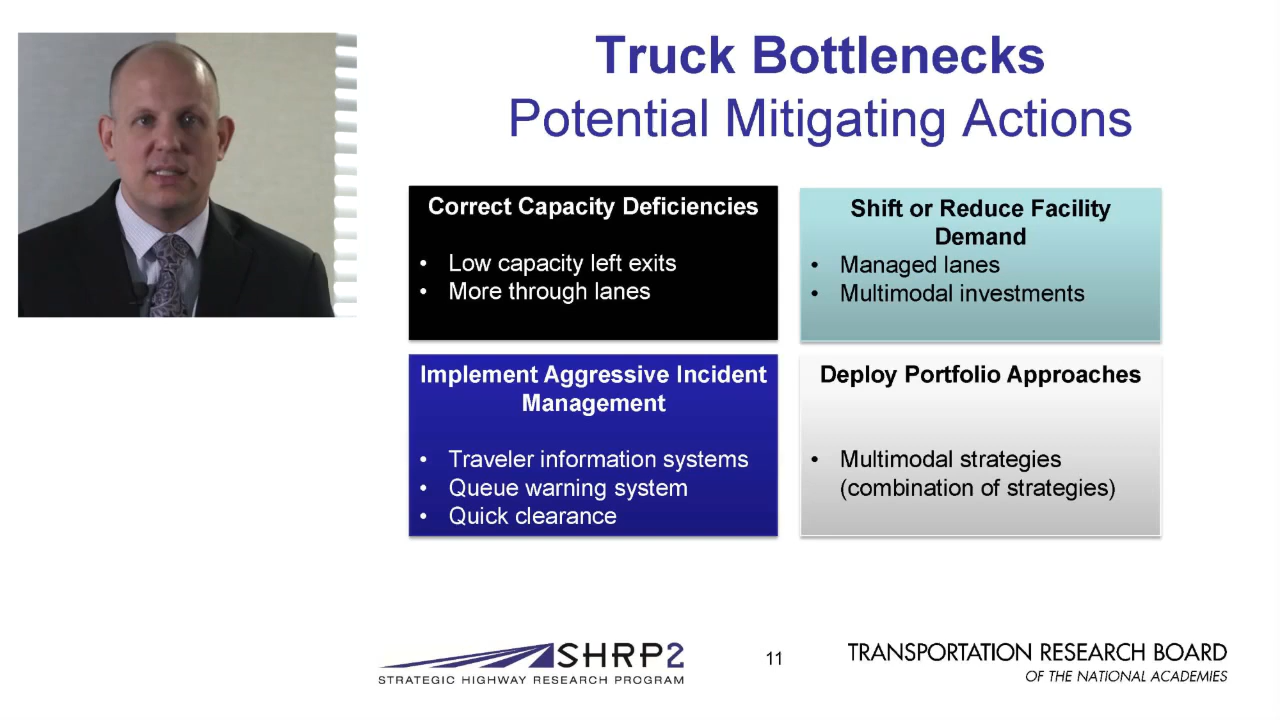 Truck Bottlenecks
Potential Mitigating Actions
Correct Capacity Deficiencies
• Low capacity left exits
• More through lanes
Shift or Reduce Facility
Demand
• Managed lanes
• Multimodal investments
Implement Aggressive Incident
Management
• Traveler information systems
• Queue warning system
• Quick clearance
Deploy Portfolio Approaches
• Multimodal strategies
(combination of strategies)
SHRP2
STRATEGIC HIGHWAY RESEARCH PROGRAM
11
TRANSPORTATION RESEARCH BOARD
OF THE NATIONAL ACADEMIES